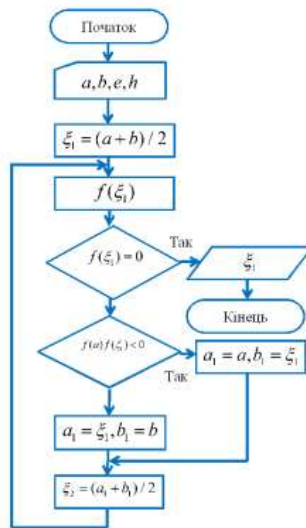 Початок
a,b,e,h
ξ₁ = (a+b)/2
f(ξ₁)
f(ξ₁)=0
Так
ξ₁
Кінець
f(a)f(ξ₁)<0
Так
a₁ = a, b₁ = ξ₁
a₁ = ξ₁, b₁ = b
ξ₂ = (a₁+b₁)/2